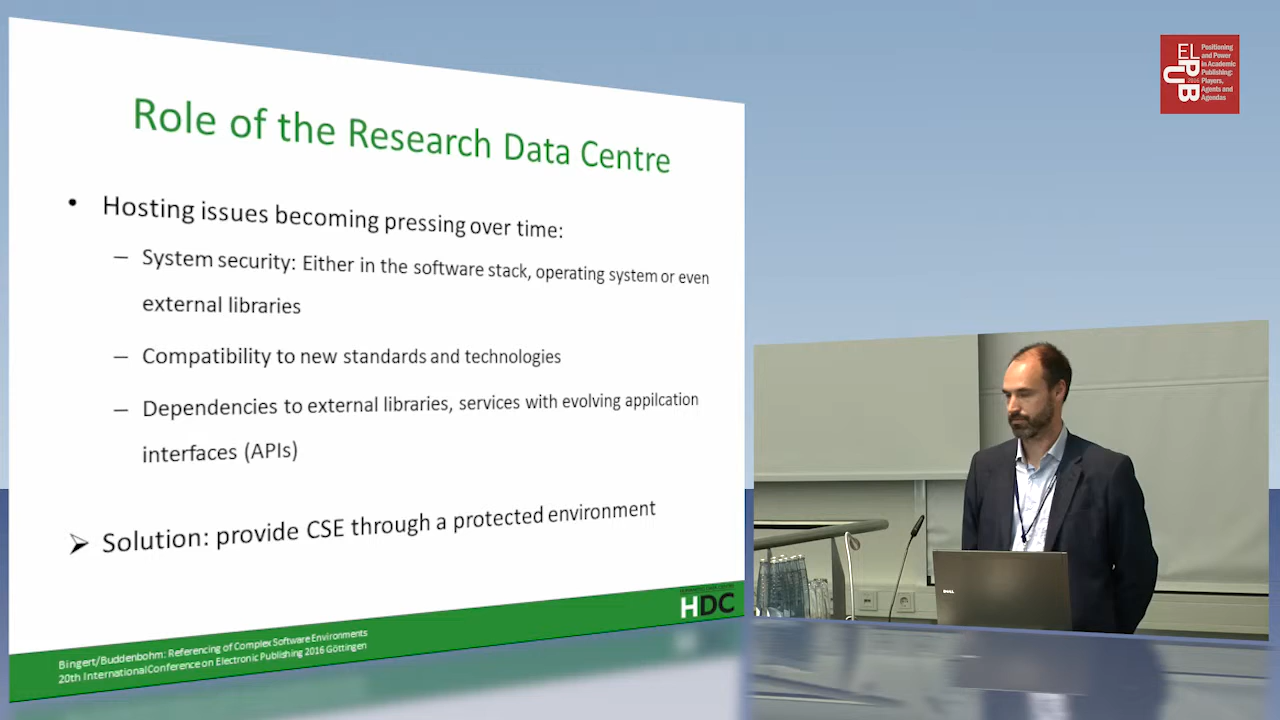 Role of the Research Data Centre
• Hosting issues becoming pressing over time:
– System security: Either in the software stack, operating system or even
external libraries
– Compatibility to new standards and technologies
– Dependencies to external libraries, services with evolving appilcation
interfaces (APIs)
➢ Solution: provide CSE through a protected environment
HDC
Bingert/Buddenbohm: Referencing of Complex Software Environments
20th International Conference on Electronic Publishing 2016 Göttingen
ELPUB
2016
Positioning
and Power
in Academic
Publishing:
Players,
Agents and
Agendas
DELL